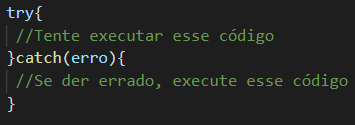 try{
//Tente executar esse código
}catch(erro){
//Se der errado, execute esse código
}